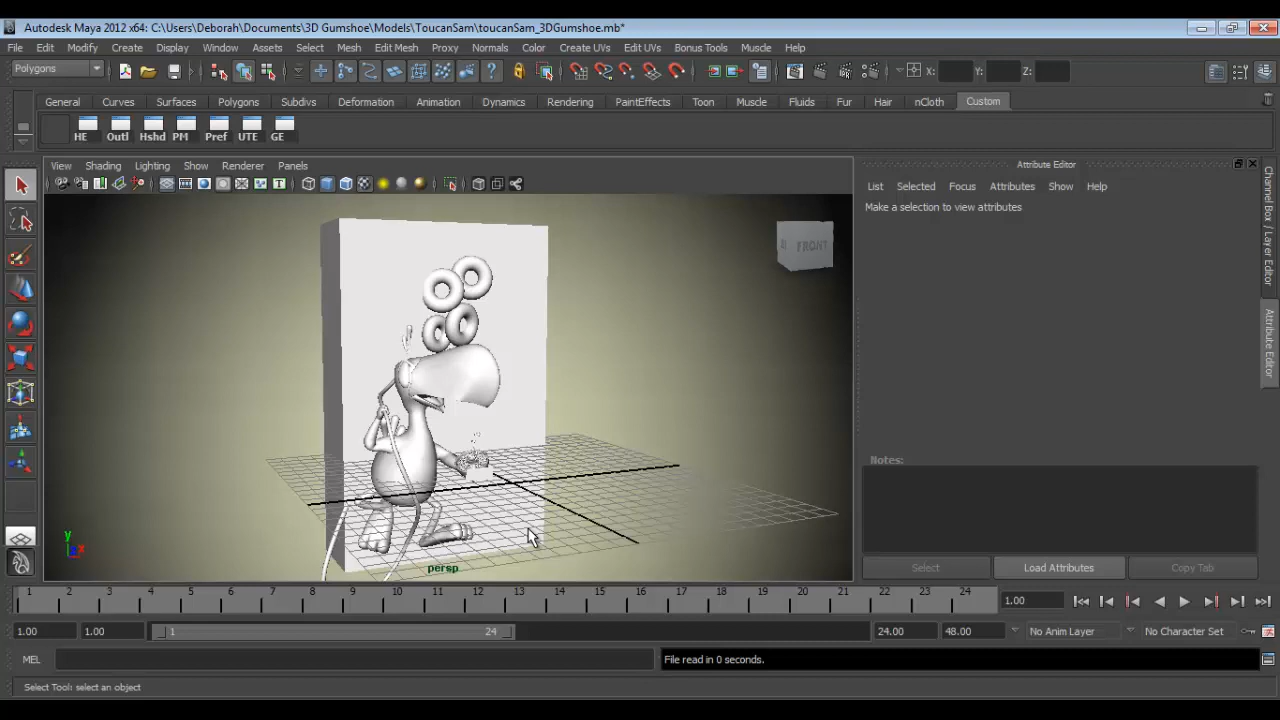 Autodesk Maya 2012 x64: C:\Users\Deborah\Documents\3D Gumshoe\Models\ToucanSam\toucanSam_3DGumshoe.mb*
File Edit Modify Create Display Window Assets Select Mesh Edit Mesh Proxy Normals Color Create UVs Edit UVs Bonus Tools Muscle Help
Polygons X: Y: Z:
General Curves Surfaces Polygons Subdivs Deformation Animation Dynamics Rendering PaintEffects Toon Muscle Fluids Fur Hair nCloth Custom
HE Outl Hshd PM Pref UTE GE
View Shading Lighting Show Renderer Panels
Attribute Editor
List Selected Focus Attributes Show Help
Make a selection to view attributes
FRONT
Channel Box / Layer Editor
Attribute Editor
Notes:
y
x
persp
Select Load Attributes Copy Tab
1 2 3 4 5 6 7 8 9 10 11 12 13 14 15 16 17 18 19 20 21 22 23 24 1.00
1.00 1.00 1 24 24.00 48.00 No Anim Layer No Character Set
MEL File read in 0 seconds.
Select Tool: select an object